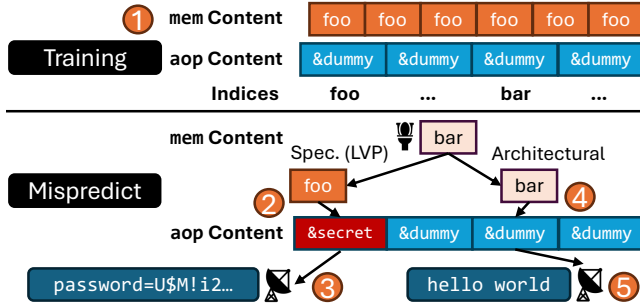 1 mem Content foo foo foo foo foo foo
Training aop Content &dummy &dummy &dummy &dummy
Indices foo ... bar ...
mem Content bar
Spec. (LVP) Architectural
Mispredict 2 foo bar 4
aop Content &secret &dummy &dummy &dummy
password=U$M!i2… 3 hello world 5